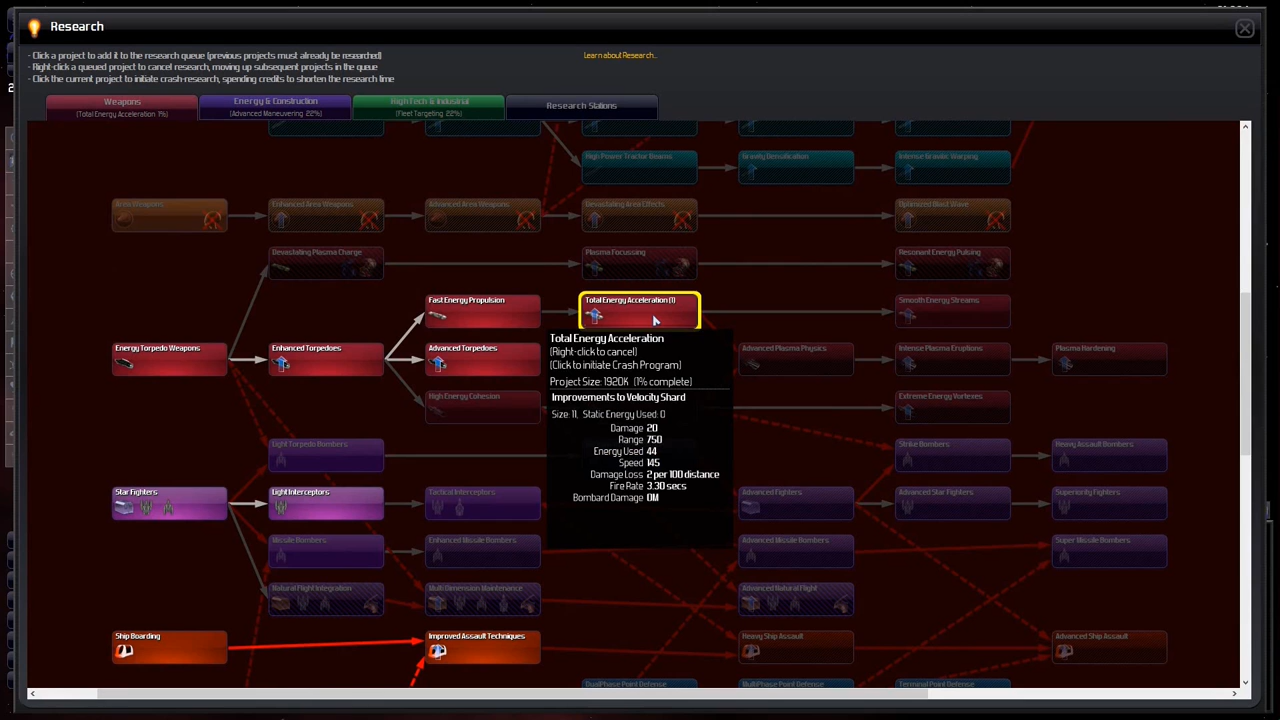 Research
- Click a project to add it to the research queue (previous projects must already be researched)
- Right-click a queued project to cancel research, moving up subsequent projects in the queue
- Click the current project to initiate crash-research, spending credits to shorten the research time
Learn about Research...
Weapons
(Total Energy Acceleration 1%)
Energy & Construction
(Advanced Maneuvering 22%)
HighTech & Industrial
(Fleet Targeting 22%)
Research Stations
High Power Tractor Beams
Gravity Densification
Intense Gravitic Warping
Area Weapons
Enhanced Area Weapons
Advanced Area Weapons
Devastating Area Effects
Optimized Blast Wave
Devastating Plasma Charge
Plasma Focussing
Resonant Energy Pulsing
Fast Energy Propulsion
Total Energy Acceleration (1)
Smooth Energy Streams
Energy Torpedo Weapons
Enhanced Torpedoes
Advanced Torpedoes
Advanced Plasma Physics
Intense Plasma Eruptions
Plasma Hardening
High Energy Cohesion
Extreme Energy Vortexes
Total Energy Acceleration
(Right-click to cancel)
(Click to initiate Crash Program)
Project Size: 1920K (1% complete)
Improvements to Velocity Shard
Size: 11, Static Energy Used: 0
Damage 20
Range 750
Energy Used 44
Speed 145
Damage Loss 2 per 100 distance
Fire Rate 3.30 secs
Bombard Damage 0M
Light Torpedo Bombers
Strike Bombers
Heavy Assault Bombers
Star Fighters
Light Interceptors
Tactical Interceptors
Advanced Fighters
Advanced Star Fighters
Superiority Fighters
Missile Bombers
Enhanced Missile Bombers
Advanced Missile Bombers
Super Missile Bombers
Natural Flight Integration
Multi Dimension Maintenance
Advanced Natural Flight
Ship Boarding
Improved Assault Techniques
Heavy Ship Assault
Advanced Ship Assault
DualPhase Point Defense
MultiPhase Point Defense
Terminal Point Defense